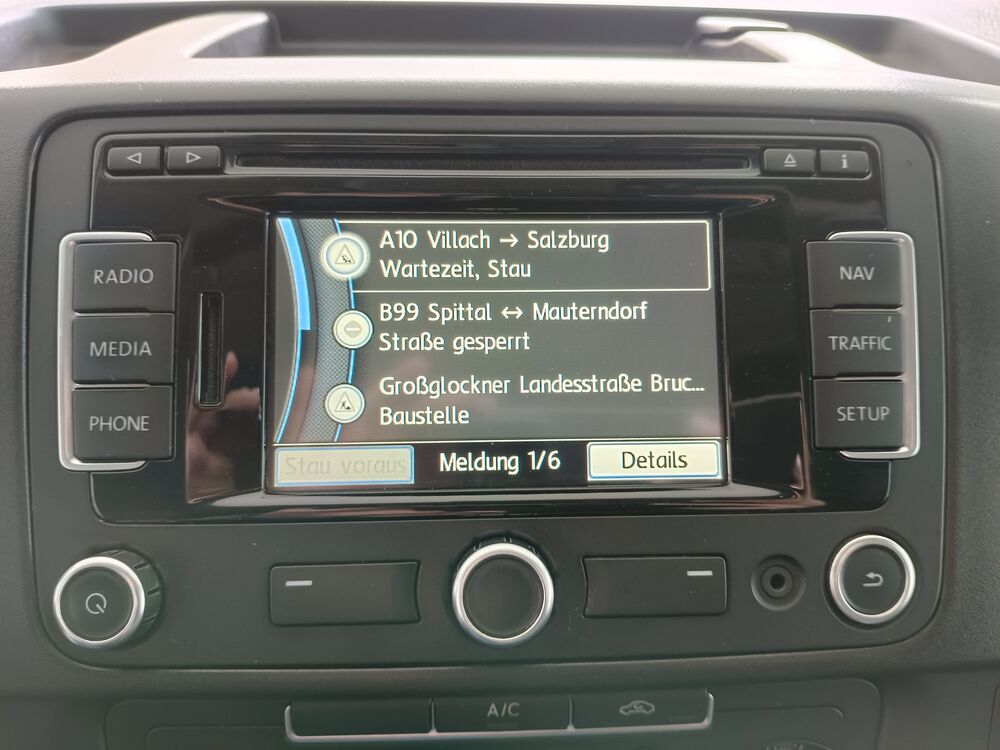 RADIO
MEDIA
PHONE
A10 Villach → Salzburg
Wartezeit, Stau
B99 Spittal ↔ Mauterndorf
Straße gesperrt
Großglockner Landesstraße Bruc...
Baustelle
Stau voraus
Meldung 1/6
Details
i
NAV
TRAFFIC
SETUP
A/C